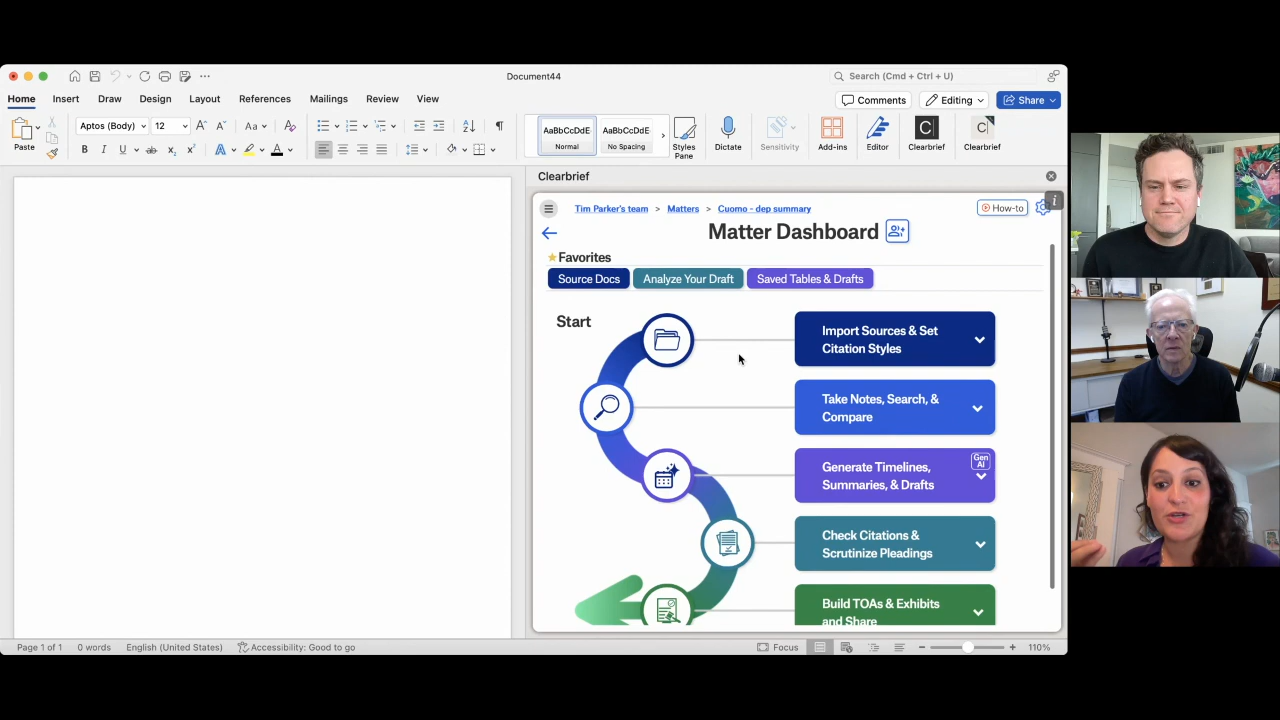 Document44
Search (Cmd + Ctrl + U)
Home Insert Draw Design Layout References Mailings Review View
Comments Editing Share
Paste
Aptos (Body) 12
B I U
AaBbCcDdE AaBbCcDdE
Normal No Spacing
Styles Pane
Dictate Sensitivity Add-ins Editor Clearbrief Clearbrief
Clearbrief
Tim Parker's team > Matters > Cuomo - dep summary
How-to
Matter Dashboard
Favorites
Source Docs Analyze Your Draft Saved Tables & Drafts
Start
Import Sources & Set
Citation Styles
Take Notes, Search, &
Compare
Gen
AI
Generate Timelines,
Summaries, & Drafts
Check Citations &
Scrutinize Pleadings
Build TOAs & Exhibits
and Share
Page 1 of 1 0 words English (United States) Accessibility: Good to go Focus 110%